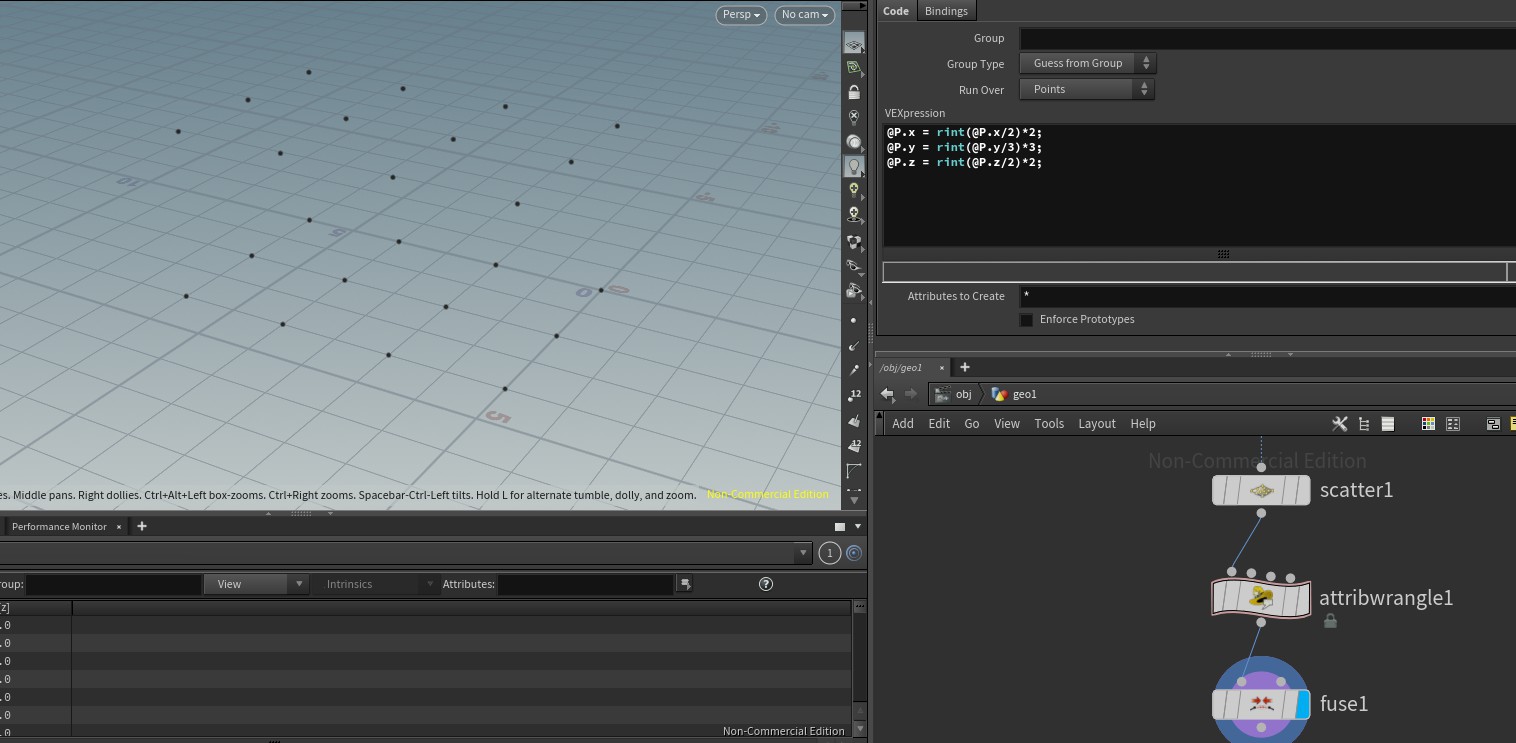 Persp
No cam
10
5
0
0
5
es. Middle pans. Right dollies. Ctrl+Alt+Left box-zooms. Ctrl+Right zooms. Spacebar-Ctrl-Left tilts. Hold L for alternate tumble, dolly, and zoom.
Non-Commercial Edition
12
12
Performance Monitor
1
roup:
View
Intrinsics
Attributes:
z]
.0
.0
.0
.0
.0
.0
.0
Non-Commercial Edition
Code
Bindings
Group
Group Type
Guess from Group
Run Over
Points
VEXpression
@P.x = rint(@P.x/2)*2;
@P.y = rint(@P.y/3)*3;
@P.z = rint(@P.z/2)*2;
Attributes to Create
*
Enforce Prototypes
/obj/geo1
obj
geo1
Add Edit Go View Tools Layout Help
Non-Commercial Edition
scatter1
attribwrangle1
fuse1